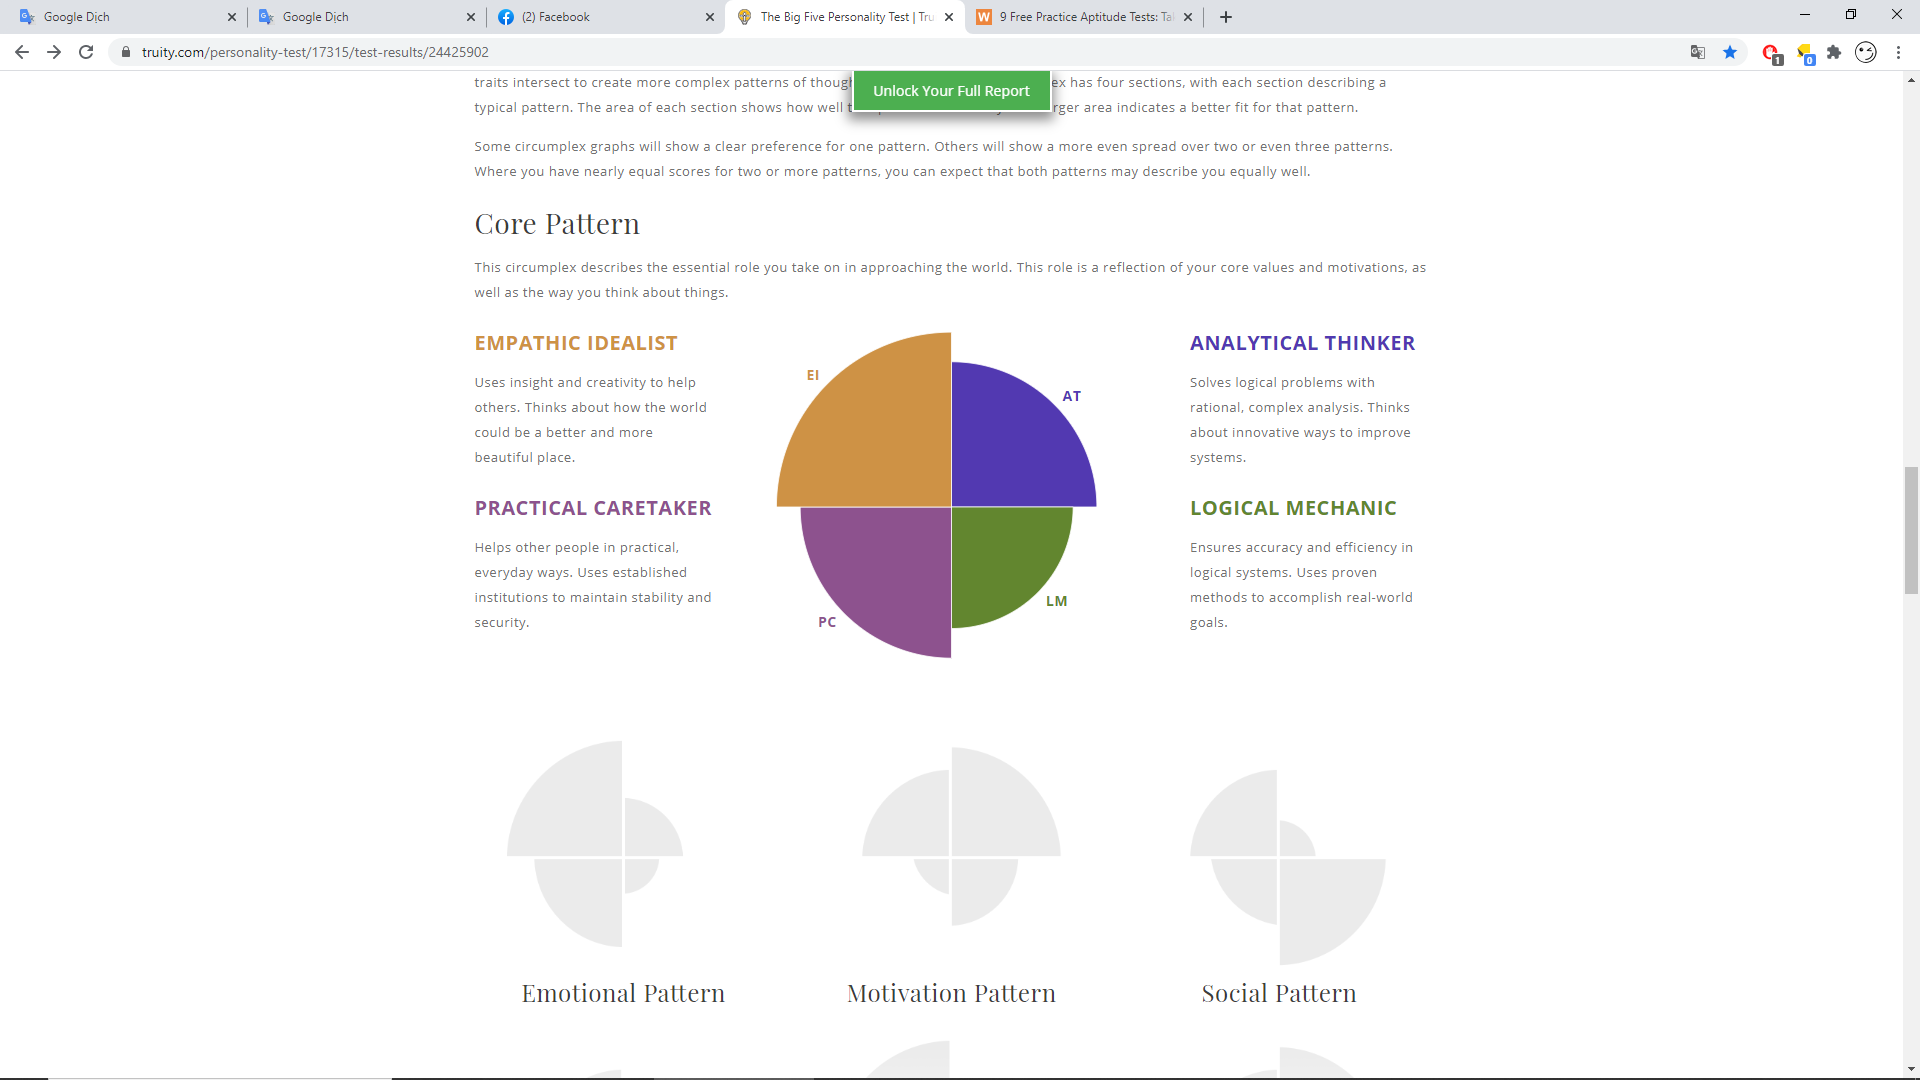 Google Dịch
Google Dịch
(2) Facebook
The Big Five Personality Test | Tru
9 Free Practice Aptitude Tests: Ta
truity.com/personality-test/17315/test-results/24425902
1
0
Unlock Your Full Report
traits intersect to create more complex patterns of though ex has four sections, with each section describing a
typical pattern. The area of each section shows how well rger area indicates a better fit for that pattern.
Some circumplex graphs will show a clear preference for one pattern. Others will show a more even spread over two or even three patterns.
Where you have nearly equal scores for two or more patterns, you can expect that both patterns may describe you equally well.
Core Pattern
This circumplex describes the essential role you take on in approaching the world. This role is a reflection of your core values and motivations, as
well as the way you think about things.
EMPATHIC IDEALIST
Uses insight and creativity to help
others. Thinks about how the world
could be a better and more
beautiful place.
PRACTICAL CARETAKER
Helps other people in practical,
everyday ways. Uses established
institutions to maintain stability and
security.
EI
AT
PC
LM
ANALYTICAL THINKER
Solves logical problems with
rational, complex analysis. Thinks
about innovative ways to improve
systems.
LOGICAL MECHANIC
Ensures accuracy and efficiency in
logical systems. Uses proven
methods to accomplish real-world
goals.
Emotional Pattern
Motivation Pattern
Social Pattern